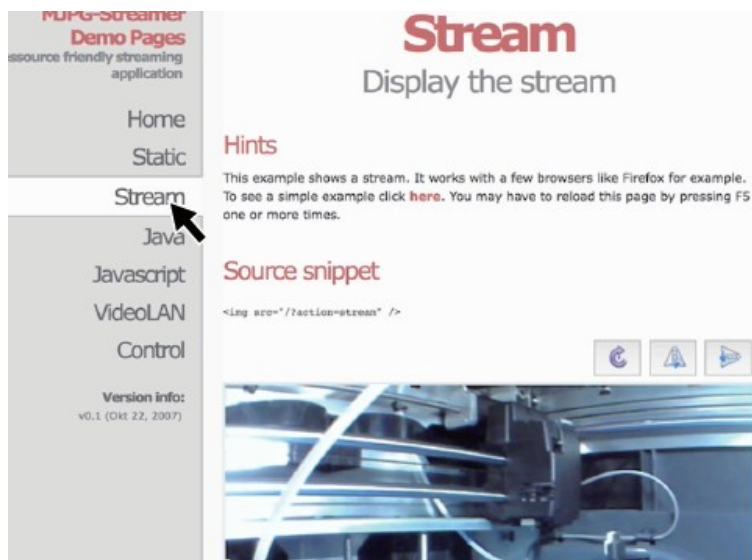 MJPG-Streamer
Demo Pages
essource friendly streaming
application
Home
Static
Stream
Java
Javascript
VideoLAN
Control
Version info:
v0.1 (Okt 22, 2007)
Stream
Display the stream
Hints
This example shows a stream. It works with a few browsers like Firefox for example.
To see a simple example click here. You may have to reload this page by pressing F5
one or more times.
Source snippet
<img src="/?action=stream" />